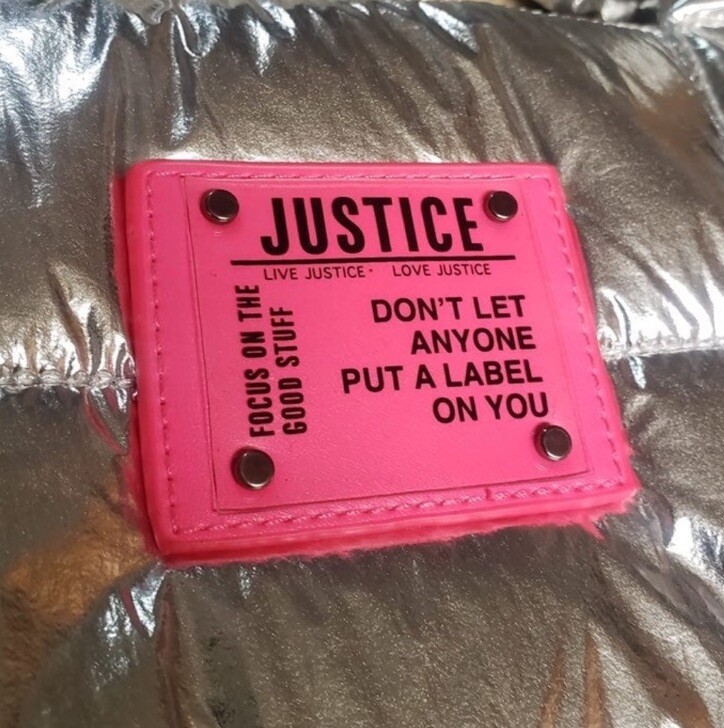 JUSTICE
LIVE JUSTICE · LOVE JUSTICE
FOCUS ON THE
GOOD STUFF
DON'T LET
ANYONE
PUT A LABEL
ON YOU